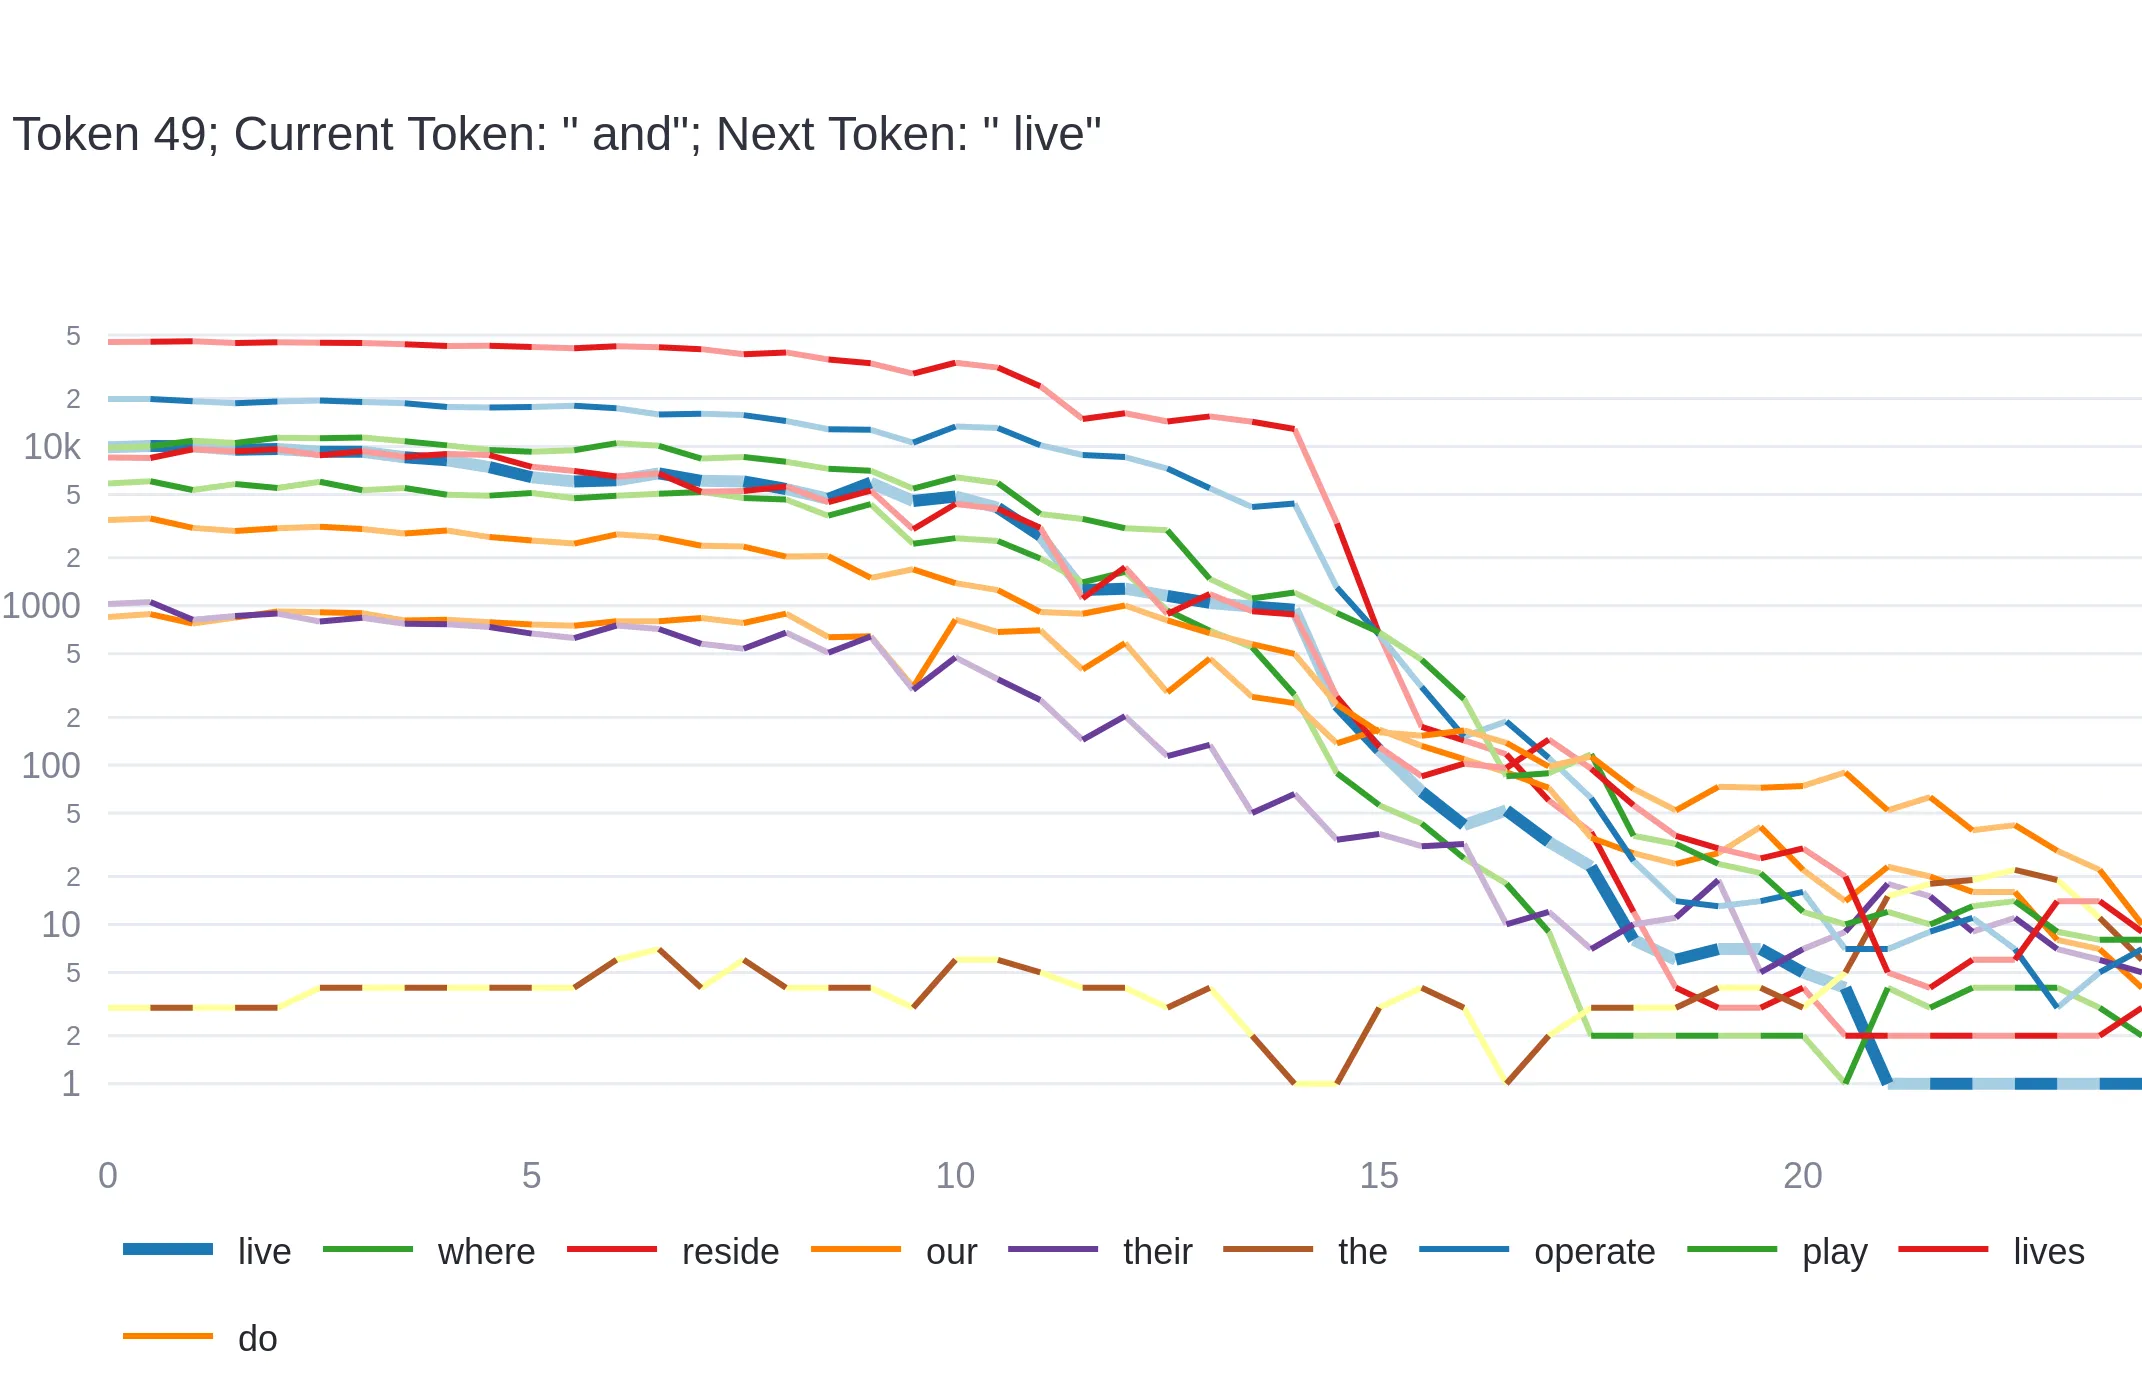 Token 49; Current Token: " and"; Next Token: " live"
5
2
10k
5
2
1000
5
2
100
5
2
10
5
2
1
0 5 10 15 20
live where reside our their the operate play lives
do